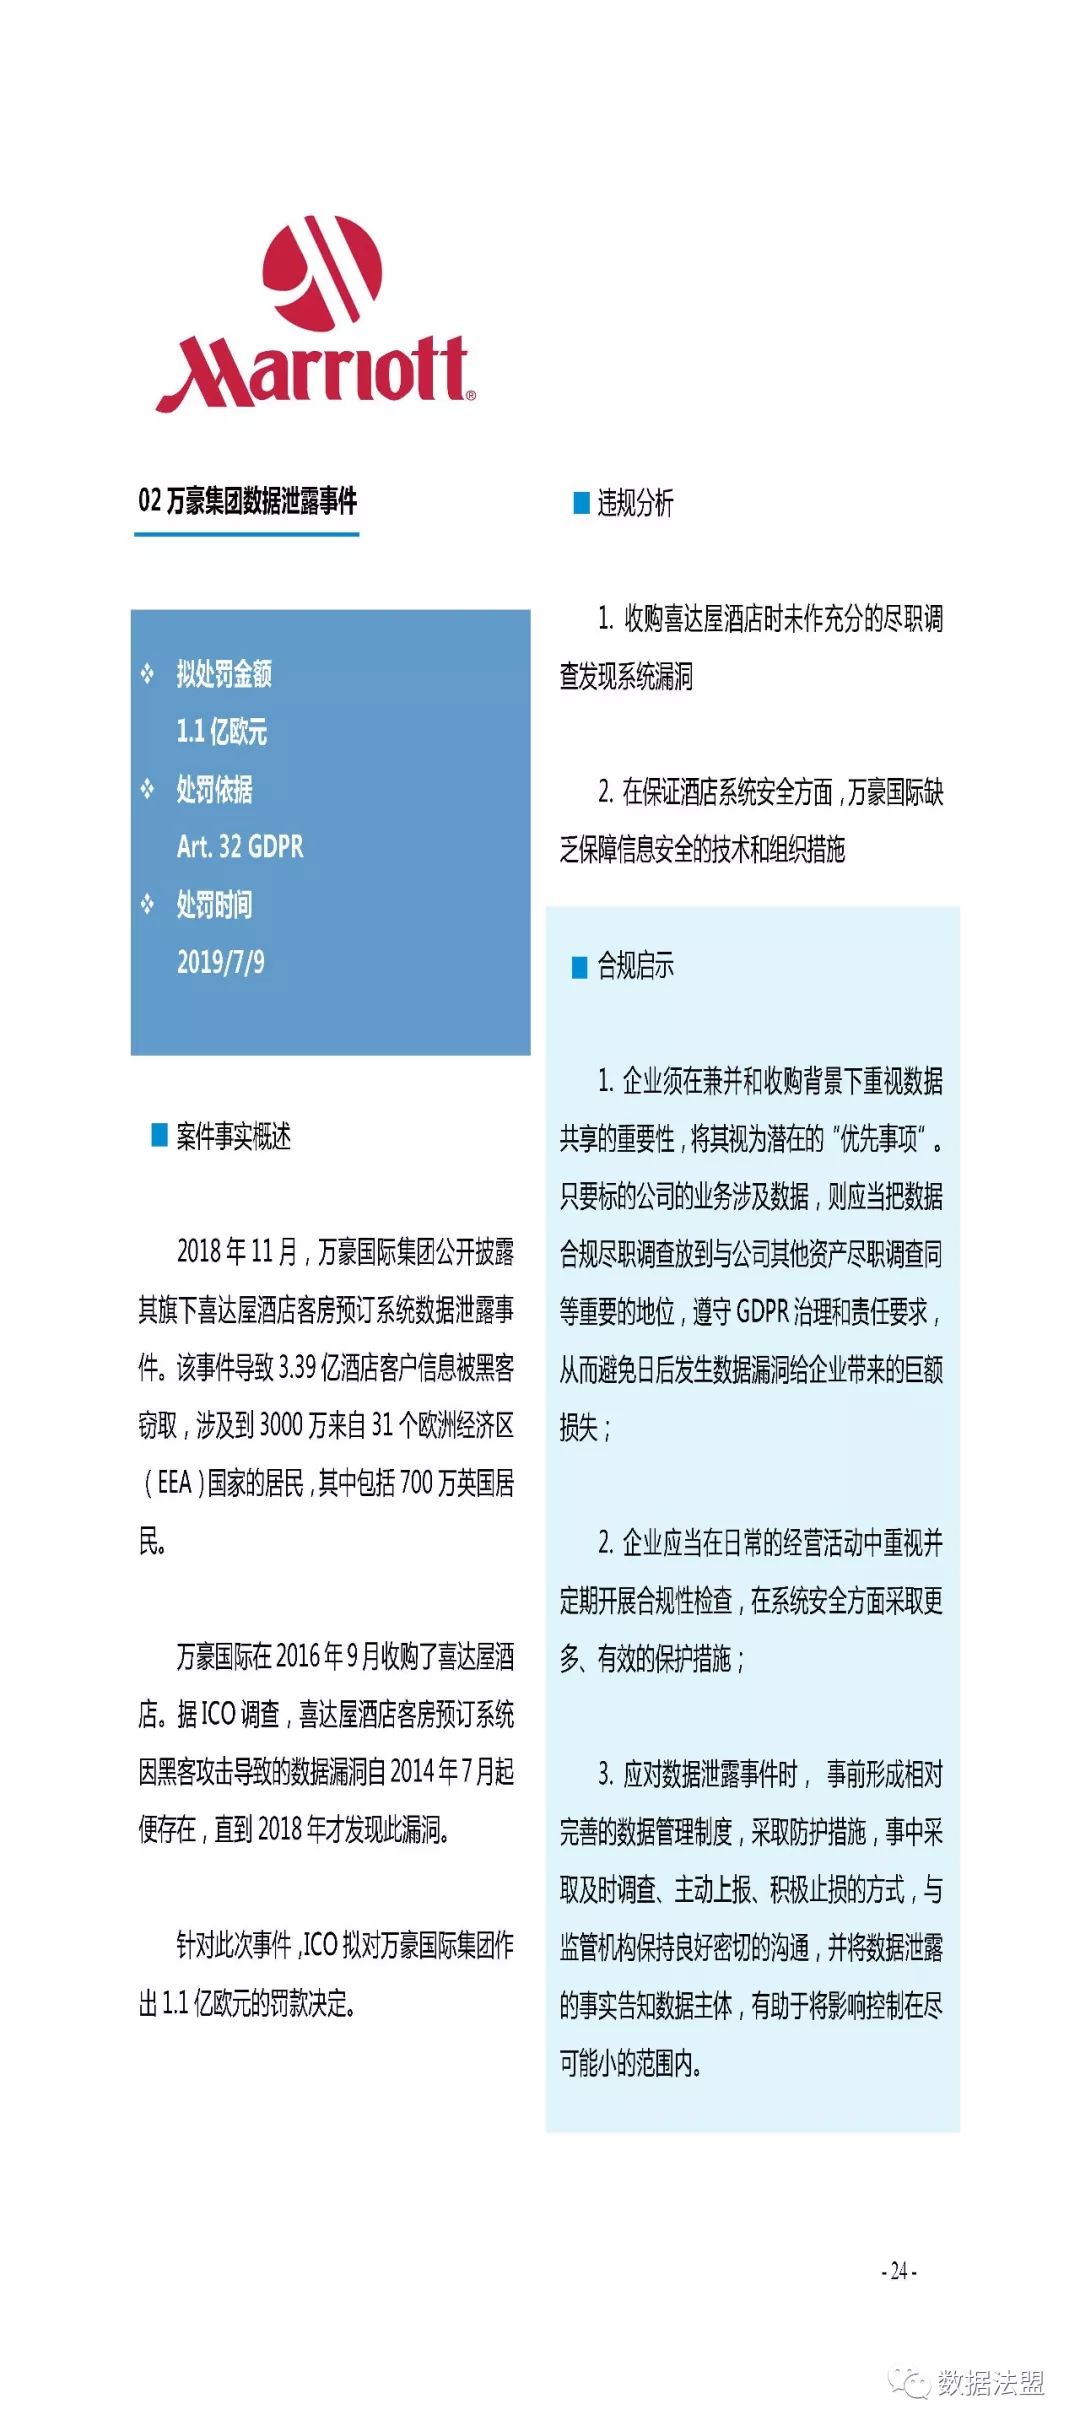 Marriott®
02 万豪集团数据泄露事件
❖ 拟处罚金额
1.1 亿欧元
❖ 处罚依据
Art. 32 GDPR
❖ 处罚时间
2019/7/9
■ 案件事实概述
2018 年 11 月，万豪国际集团公开披露
其旗下喜达屋酒店客房预订系统数据泄露事
件。该事件导致 3.39 亿酒店客户信息被黑客
窃取，涉及到 3000 万来自 31 个欧洲经济区
（EEA）国家的居民，其中包括 700 万英国居
民。
万豪国际在 2016 年 9 月收购了喜达屋酒
店。据 ICO 调查，喜达屋酒店客房预订系统
因黑客攻击导致的数据漏洞自 2014 年 7 月起
便存在，直到 2018 年才发现此漏洞。
针对此次事件，ICO 拟对万豪国际集团作
出 1.1 亿欧元的罚款决定。
■ 违规分析
1. 收购喜达屋酒店时未作充分的尽职调
查发现系统漏洞
2. 在保证酒店系统安全方面，万豪国际缺
乏保障信息安全的技术和组织措施
■ 合规启示
1. 企业须在兼并和收购背景下重视数据
共享的重要性，将其视为潜在的“优先事项”。
只要标的公司的业务涉及数据，则应当把数据
合规尽职调查放到与公司其他资产尽职调查同
等重要的地位，遵守 GDPR 治理和责任要求，
从而避免日后发生数据漏洞给企业带来的巨额
损失；
2. 企业应当在日常的经营活动中重视并
定期开展合规性检查，在系统安全方面采取更
多、有效的保护措施；
3. 应对数据泄露事件时， 事前形成相对
完善的数据管理制度，采取防护措施，事中采
取及时调查、主动上报、积极止损的方式，与
监管机构保持良好密切的沟通，并将数据泄露
的事实告知数据主体，有助于将影响控制在尽
可能小的范围内。
- 24 -
数据法盟